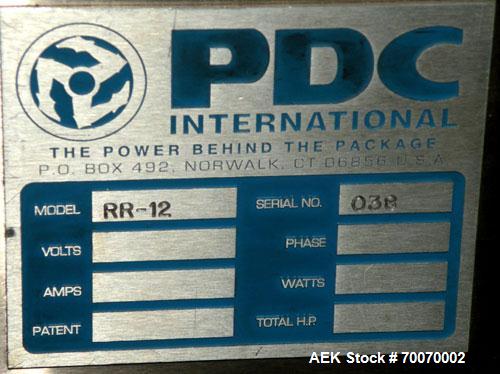 PDC
INTERNATIONAL
THE POWER BEHIND THE PACKAGE
P.O. BOX 492, NORWALK, CT 06856 U.S.A
MODEL RR-12 SERIAL NO. 038
VOLTS PHASE
AMPS WATTS
PATENT TOTAL H.P.
AEK Stock # 70070002